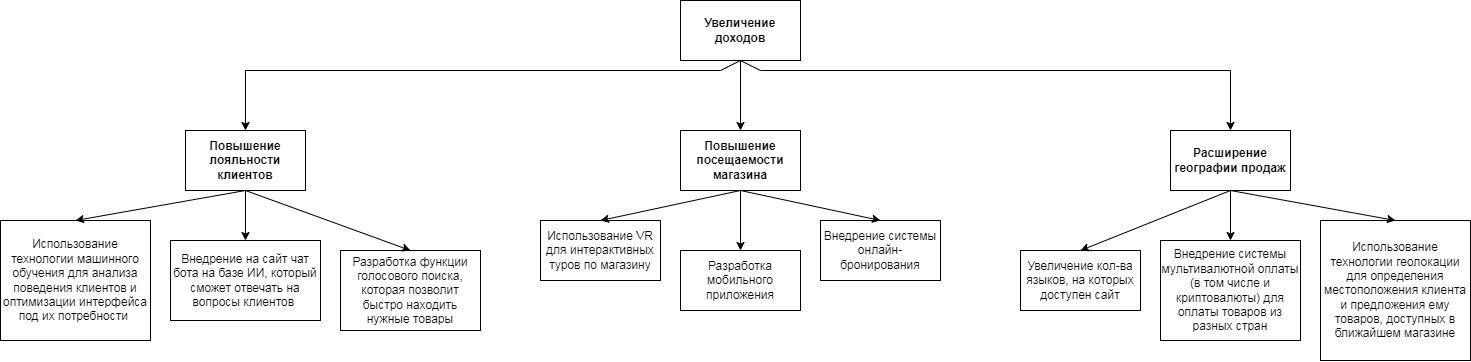 Увеличение
доходов
Повышение
лояльности
клиентов
Повышение
посещаемости
магазина
Расширение
географии продаж
Использование
технологии машинного
обучения для анализа
поведения клиентов и
оптимизации интерфейса
под их потребности
Внедрение на сайт чат
бота на базе ИИ, который
сможет отвечать на
вопросы клиентов
Разработка функции
голосового поиска,
которая позволит
быстро находить
нужные товары
Использование VR
для интерактивных
туров по магазину
Разработка
мобильного
приложения
Внедрение системы
онлайн-
бронирования
Увеличение кол-ва
языков, на которых
доступен сайт
Внедрение системы
мультивалютной оплаты
(в том числе и
криптовалюты) для
оплаты товаров из
разных стран
Использование
технологии геолокации
для определения
местоположения клиента
и предложения ему
товаров, доступных в
ближайшем магазине